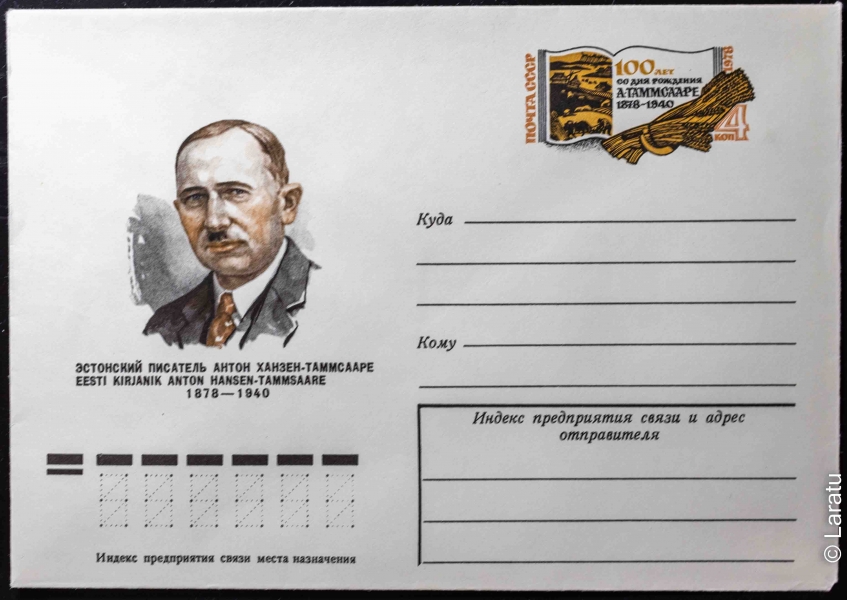 ПОЧТА СССР
100 ЛЕТ
СО ДНЯ РОЖДЕНИЯ
А·ТАММСААРЕ
1878-1940
1978
4
КОП
Куда
Кому
ЭСТОНСКИЙ ПИСАТЕЛЬ АНТОН ХАНЗЕН-ТАММСААРЕ
EESTI KIRJANIK ANTON HANSEN-TAMMSAARE
1878—1940
Индекс предприятия связи и адрес
отправителя
Индекс предприятия связи места назначения
© Laratu